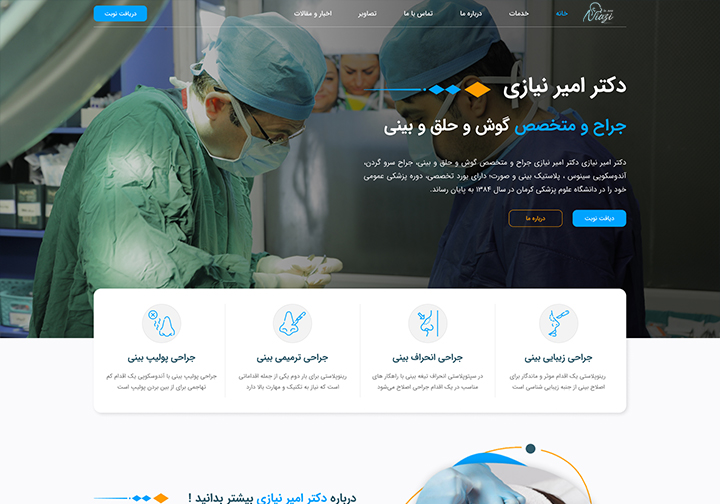 Dr. Amir
Niazi
خانه
خدمات
درباره ما
تماس با ما
تصاویر
اخبار و مقالات
دریافت نوبت
دکتر امیر نیازی
جراح و متخصص گوش و حلق و بینی
دکتر امیر نیازی دکتر امیر نیازی جراح و متخصص گوش و حلق و بینی، جراح سرو گردن،
آندوسکوپی سینوس ، پلاستیک بینی و صورت؛ دارای بورد تخصصی، دوره پزشکی عمومی
خود را در دانشگاه علوم پزشکی کرمان در سال ۱۳۸۴ به پایان رساند.
دیافت نوبت
درباره ما
جراحی زیبایی بینی
رینوپلاستی یک اقدام موثر و ماندگار برای
اصلاح بینی از جنبه زیبایی شناسی است
جراحی انحراف بینی
در سپتوپلاستی انحراف تیغه بینی با راهکار های
مناسب در یک اقدام جراحی اصلاح می‌شود
جراحی ترمیمی بینی
رینوپلاستی برای بار دوم یکی از جمله اقداماتی
است که نیاز به تکنیک و مهارت بالا دارد
جراحی پولیپ بینی
جراحی پولیپ بینی با آندوسکوپی یک اقدام کم
تهاجمی برای از بین بردن پولیپ است
درباره دکتر امیر نیازی بیشتر بدانید !